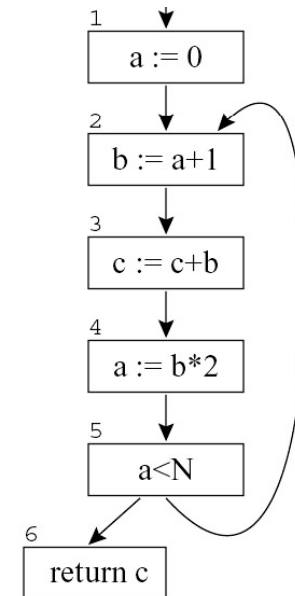 1
a := 0
2
b := a+1
3
c := c+b
4
a := b*2
5
a<N
6
return c